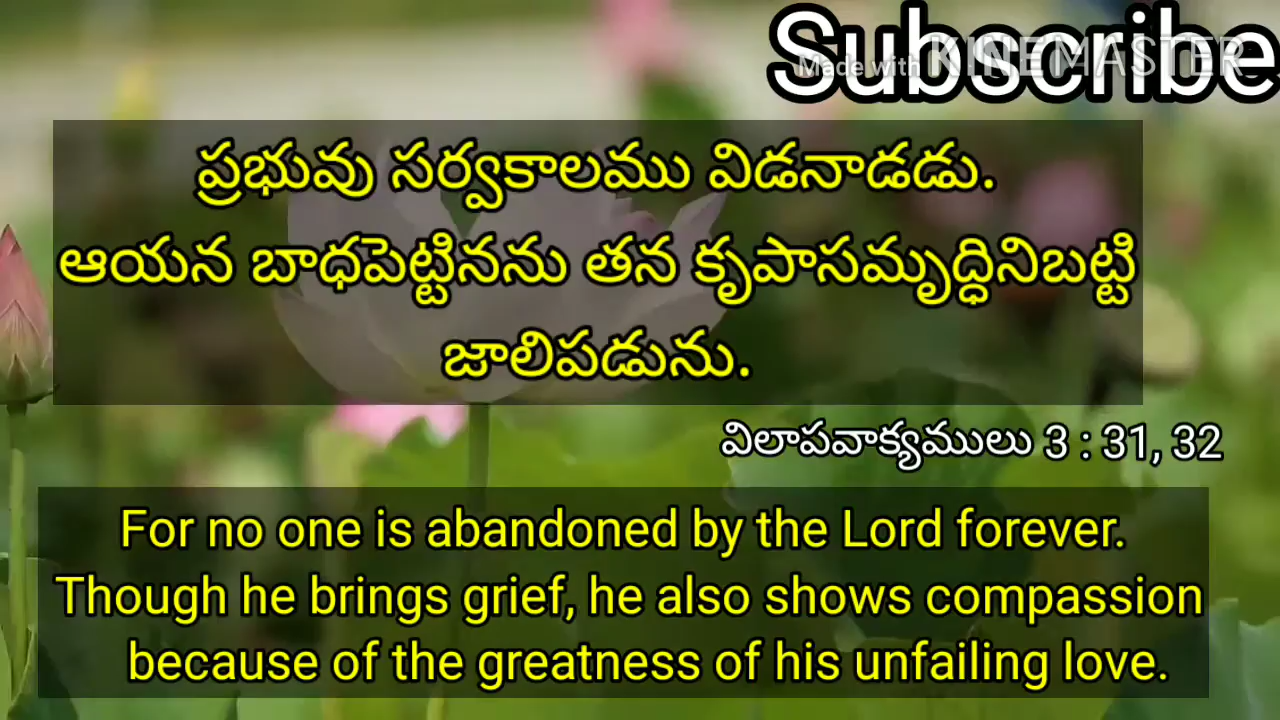 Subscribe
Made with KINEMASTER
ప్రభువు సర్వకాలము విడనాడడు.
ఆయన బాధపెట్టినను తన కృపాసమృద్ధినిబట్టి
జాలిపడును.
విలాపవాక్యములు 3 : 31, 32
For no one is abandoned by the Lord forever.
Though he brings grief, he also shows compassion
because of the greatness of his unfailing love.